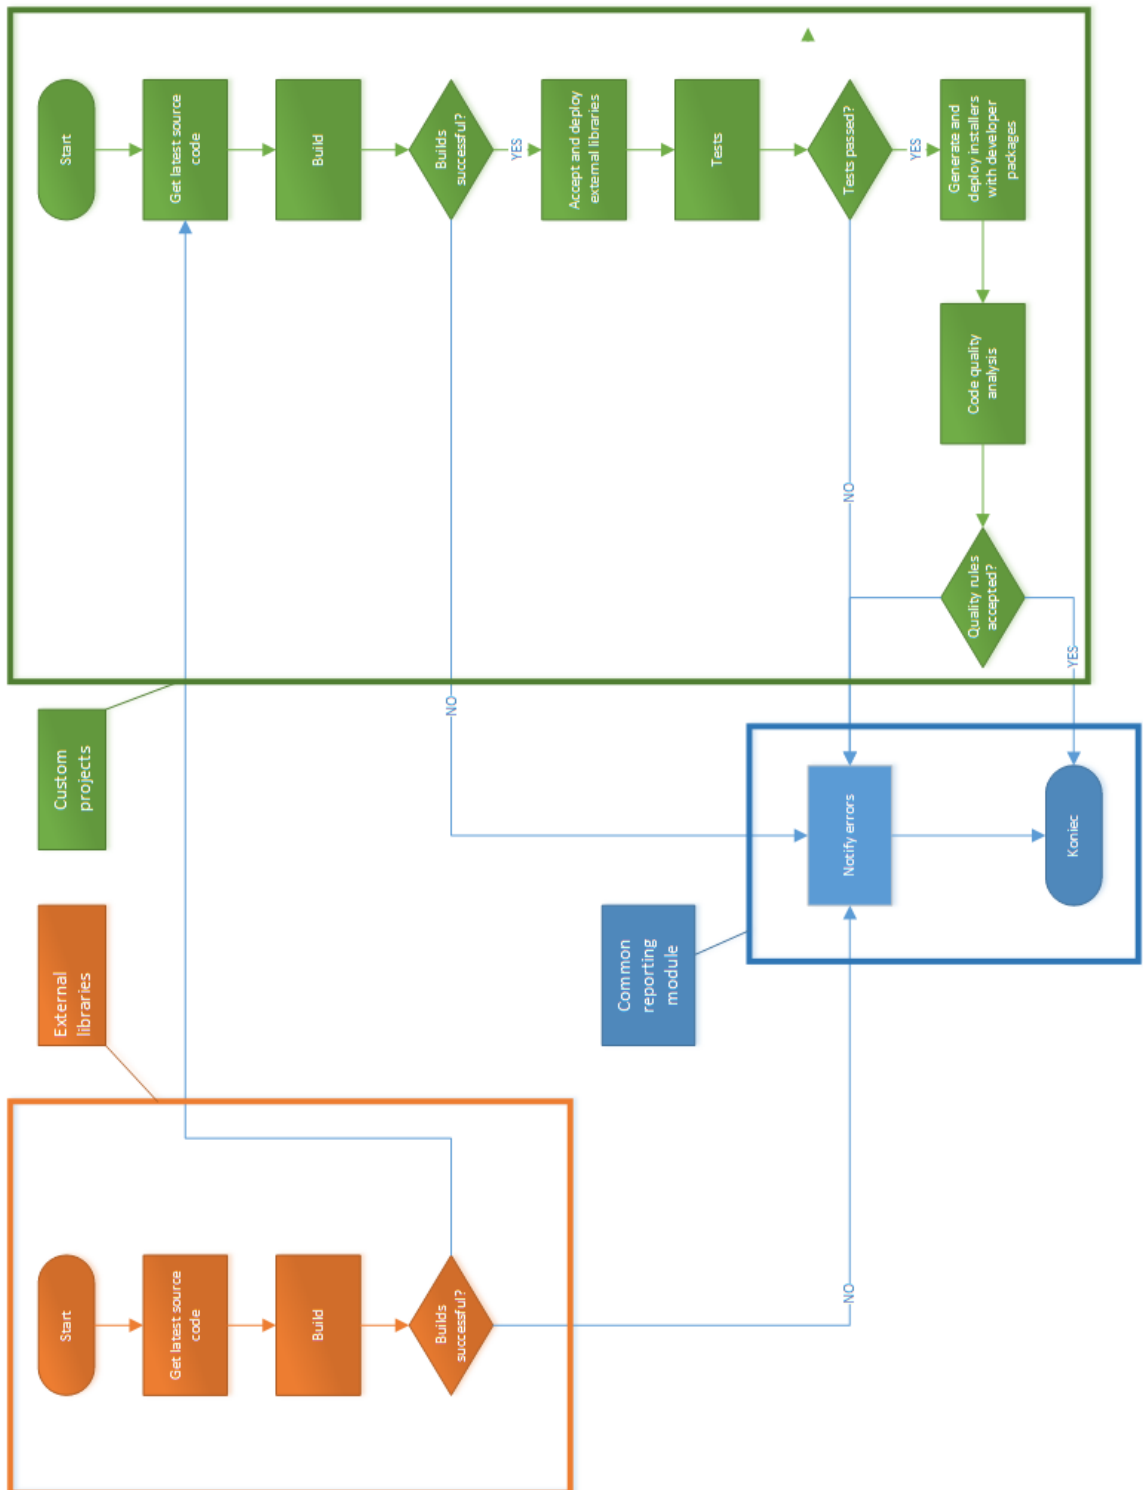 Start
Get latest source
code
Build
Builds
successful?
YES
Accept and deploy
external libraries
Tests
Tests passed?
YES
Generate and
deploy installers
with developer
packages
Code quality
analysis
Quality rules
accepted?
NO
NO
YES
Custom
projects
Notify errors
Koniec
Common
reporting
module
External
libraries
Start
Get latest source
code
Build
Builds
successful?
NO